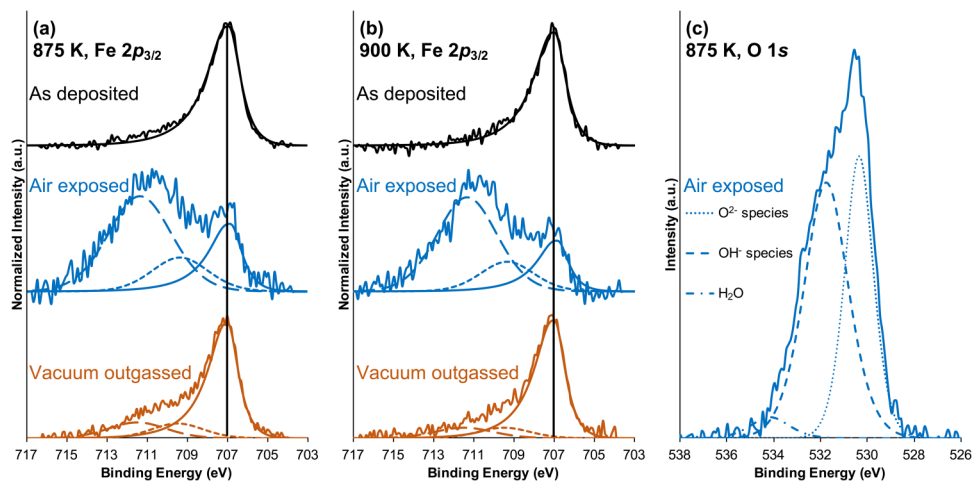 (a)
875 K, Fe 2p3/2
As deposited
Air exposed
Vacuum outgassed
Normalized Intensity (a.u.)
717 715 713 711 709 707 705 703
Binding Energy (eV)
(b)
900 K, Fe 2p3/2
As deposited
Air exposed
Vacuum outgassed
Normalized Intensity (a.u.)
717 715 713 711 709 707 705 703
Binding Energy (eV)
(c)
875 K, O 1s
Air exposed
O2- species
OH- species
H2O
Intensity (a.u.)
538 536 534 532 530 528 526
Binding Energy (eV)